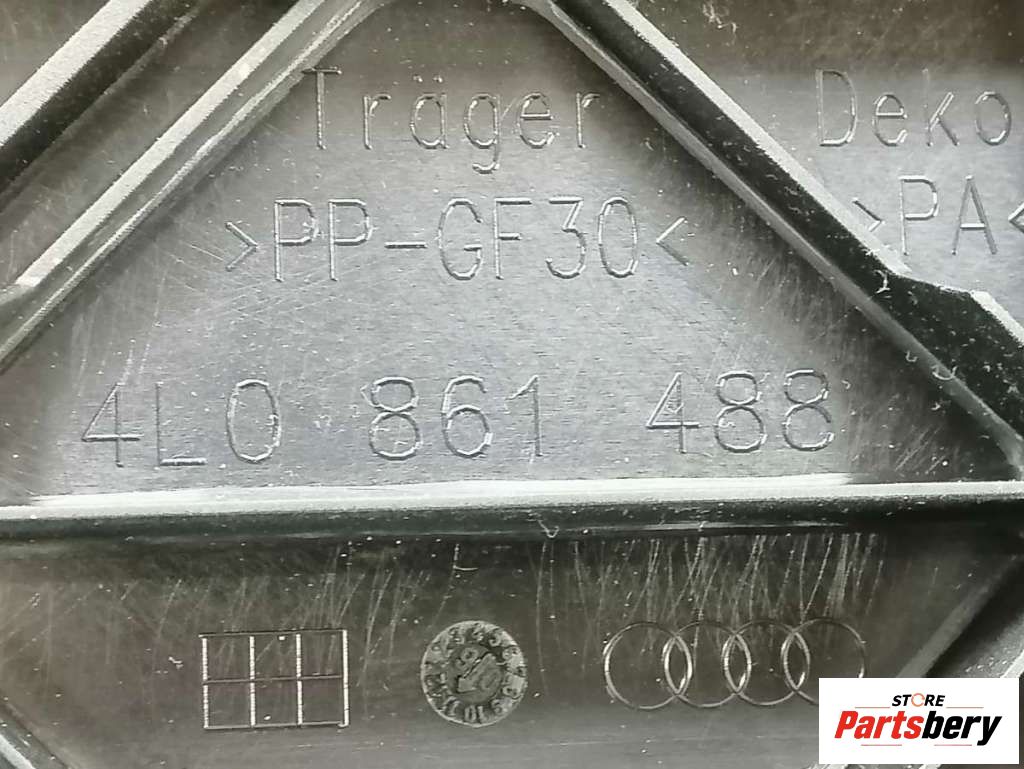 Träger
>PP-GF30<
Deko
>PA<
4L0 861 488
STORE
Partsbery